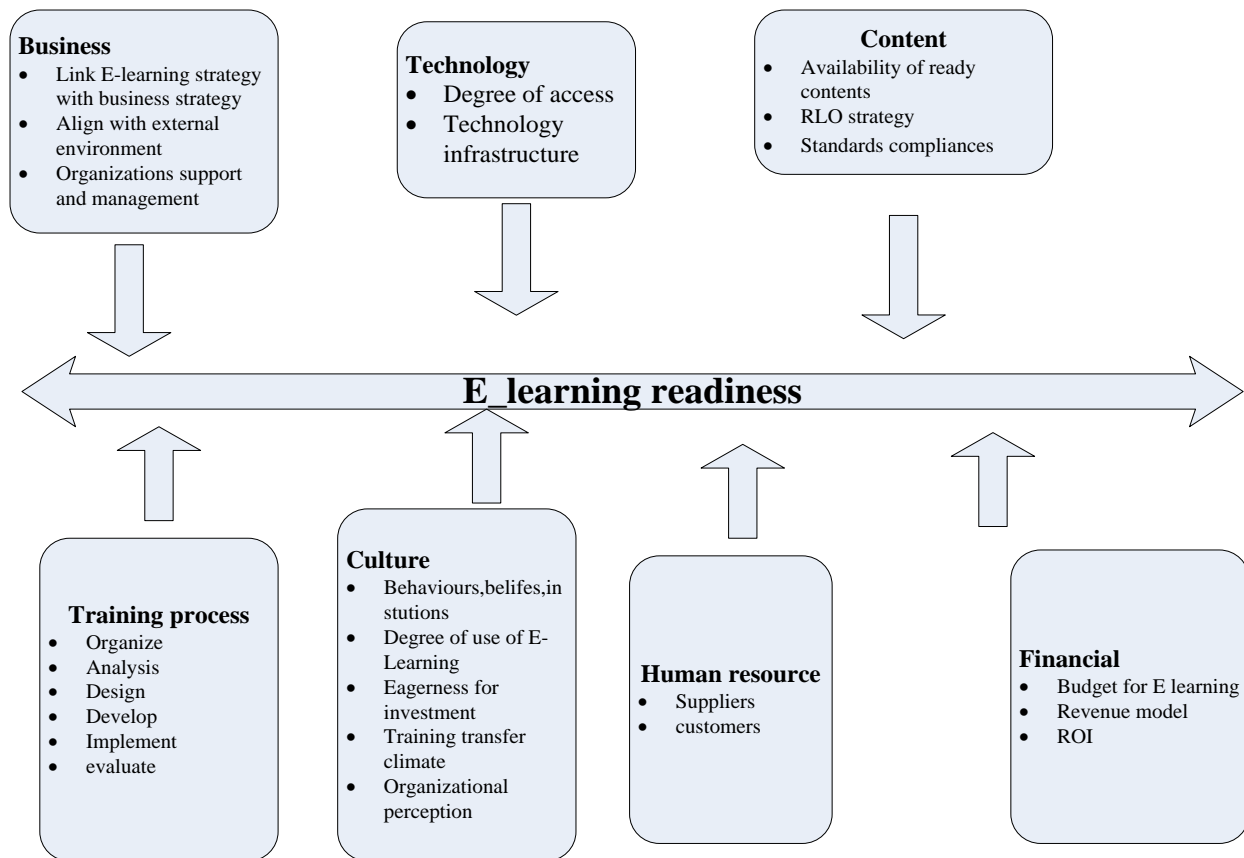 Business
• Link E-learning strategy
with business strategy
• Align with external
environment
• Organizations support
and management
Technology
• Degree of access
• Technology
infrastructure
Content
• Availability of ready
contents
• RLO strategy
• Standards compliances
E_learning readiness
Training process
• Organize
• Analysis
• Design
• Develop
• Implement
• evaluate
Culture
• Behaviours,belifes,in
stutions
• Degree of use of E-
Learning
• Eagerness for
investment
• Training transfer
climate
• Organizational
perception
Human resource
• Suppliers
• customers
Financial
• Budget for E learning
• Revenue model
• ROI